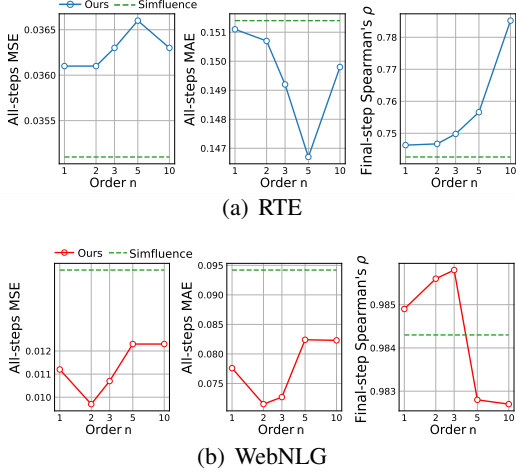 Ours Simfluence
All-steps MSE
0.0365
0.0360
0.0355
1 2 3 5 10
Order n
All-steps MAE
0.151
0.150
0.149
0.148
0.147
1 2 3 5 10
Order n
Final-step Spearman's ρ
0.78
0.76
0.75
1 2 3 5 10
Order n
(a) RTE
Ours Simfluence
All-steps MSE
0.012
0.010
1 2 3 5 10
Order n
All-steps MAE
0.095
0.090
0.085
0.080
0.075
1 2 3 5 10
Order n
Final-step Spearman's ρ
0.985
0.984
0.983
1 2 3 5 10
Order n
(b) WebNLG